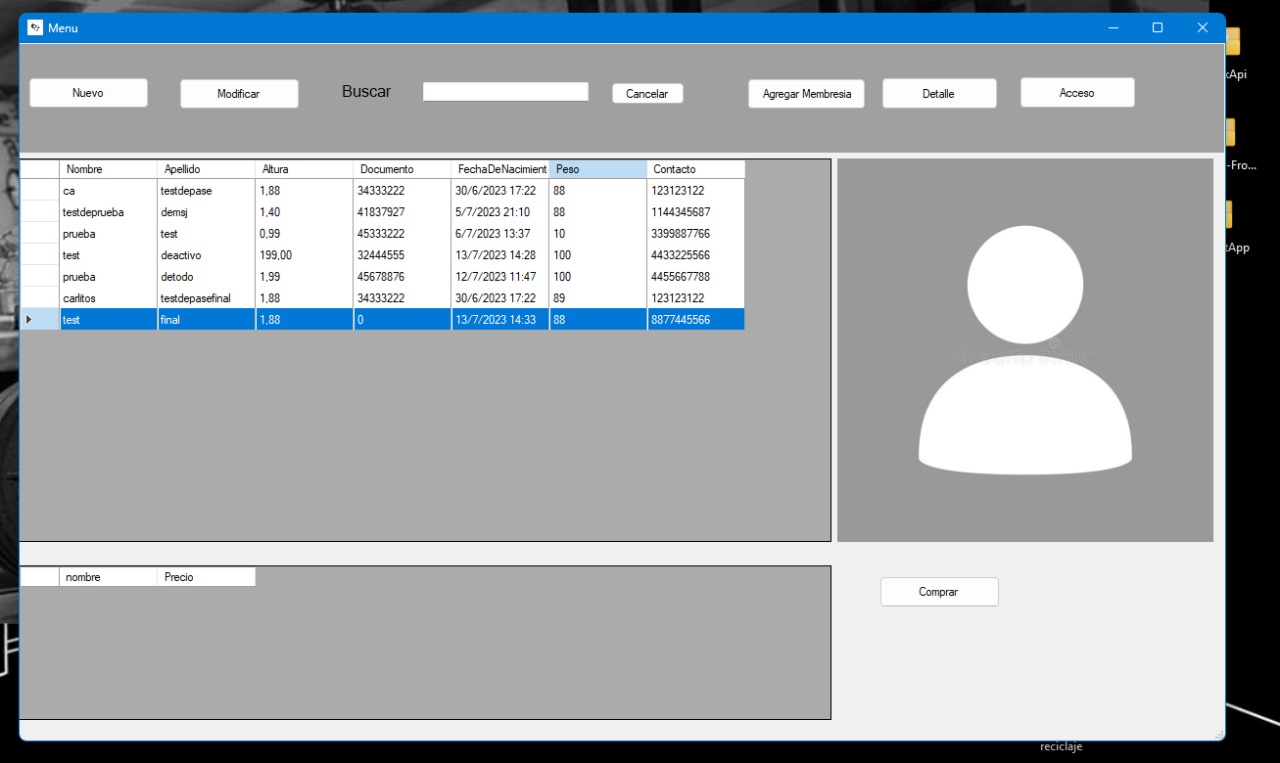 Menu
Nuevo Modificar Buscar Cancelar Agregar Membresia Detalle Acceso
Nombre Apellido Altura Documento FechaDeNacimient Peso Contacto
ca testdepase 1,88 34333222 30/6/2023 17:22 88 123123122
testdeprueba demsj 1,40 41837927 5/7/2023 21:10 88 1144345687
prueba test 0,99 45333222 6/7/2023 13:37 10 3399887766
test deactivo 199,00 32444555 13/7/2023 14:28 100 4433225566
prueba detodo 1,99 45678876 12/7/2023 11:47 100 4455667788
carlitos testdepasefinal 1,88 34333222 30/6/2023 17:22 89 123123122
test final 1,88 0 13/7/2023 14:33 88 8877445566
nombre Precio
Comprar
kApi
-Fro...
tApp
reciclaje